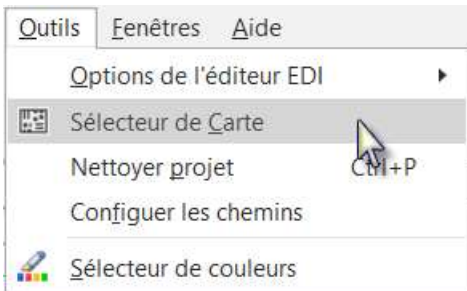 Outils Fenêtres Aide
Options de l'éditeur EDI
Sélecteur de Carte
Nettoyer projet Ctrl+P
Configuer les chemins
Sélecteur de couleurs